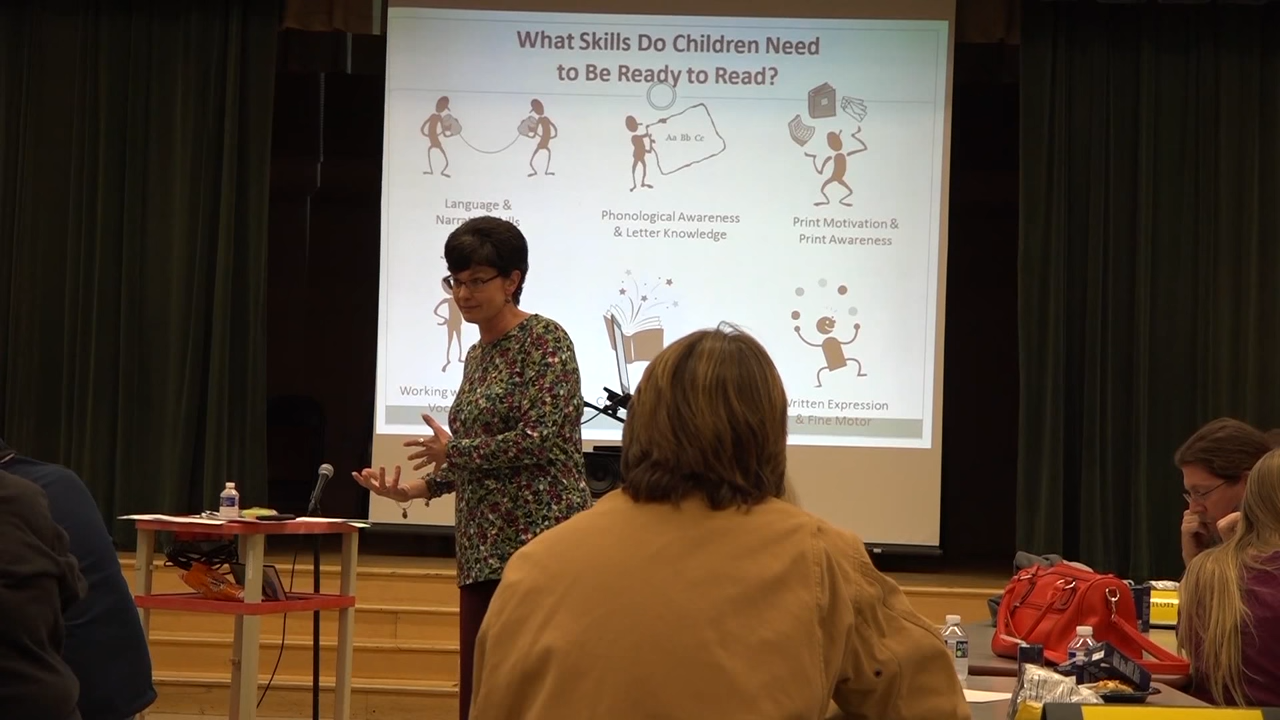 What Skills Do Children Need
to Be Ready to Read?
Aa Bb Cc
Language &
Phonological Awareness
& Letter Knowledge
Print Motivation &
Print Awareness
Working
Written Expression
& Fine Motor